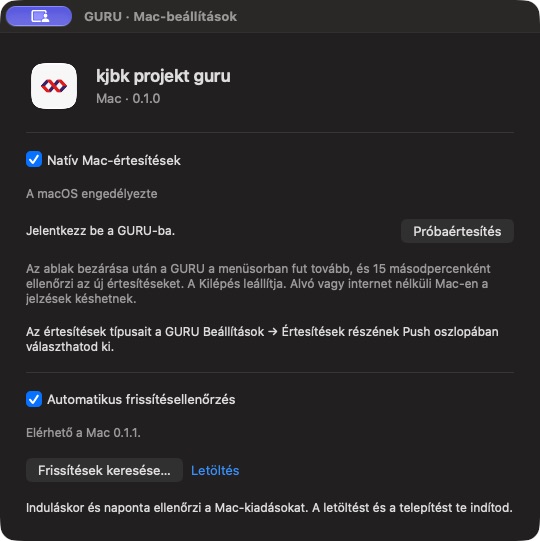 GURU · Mac-beállítások
kjbk projekt guru
Mac · 0.1.0
Natív Mac-értesítések
A macOS engedélyezte
Jelentkezz be a GURU-ba.
Próbaértesítés
Az ablak bezárása után a GURU a menüsorban fut tovább, és 15 másodpercenként
ellenőrzi az új értesítéseket. A Kilépés leállítja. Alvó vagy internet nélküli Mac-en a
jelzések késhetnek.
Az értesítések típusait a GURU Beállítások → Értesítések részének Push oszlopában
választhatod ki.
Automatikus frissítésellenőrzés
Elérhető a Mac 0.1.1.
Frissítések keresése...
Letöltés
Induláskor és naponta ellenőrzi a Mac-kiadásokat. A letöltést és a telepítést te indítod.